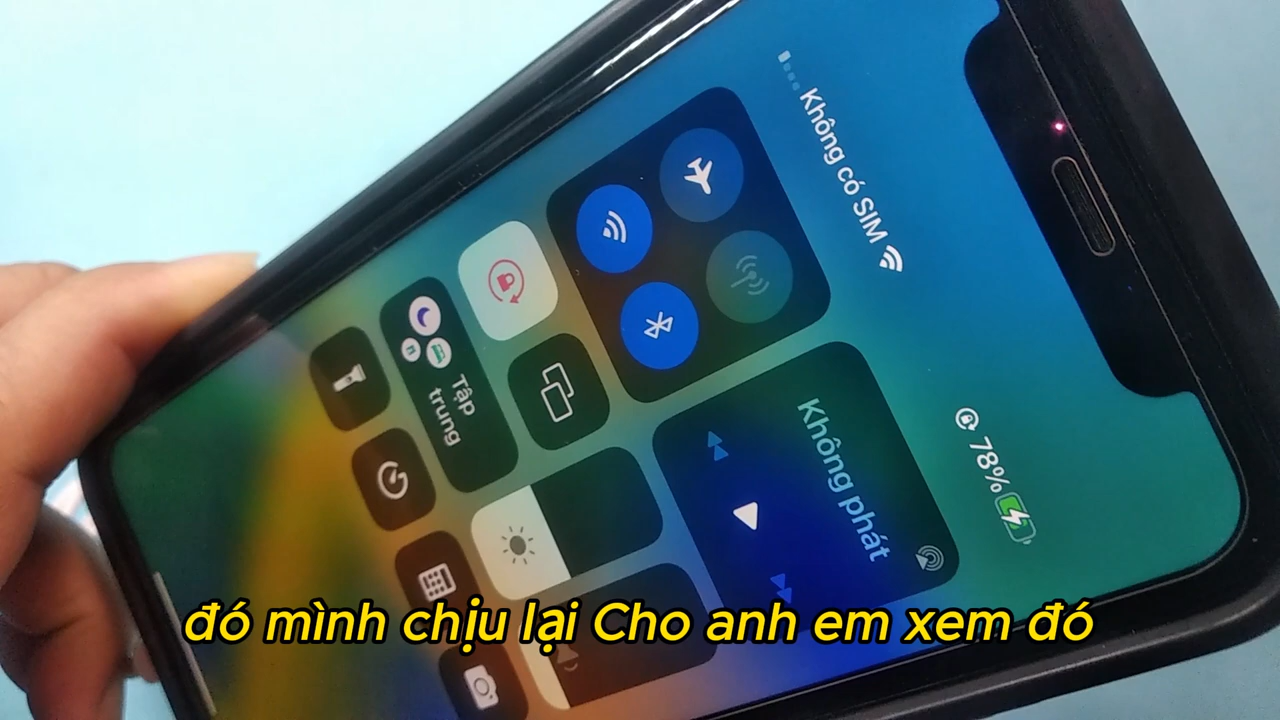 Không có SIM
78%
Không phát
Tập
trung
đó mình chịu lại Cho anh em xem đó